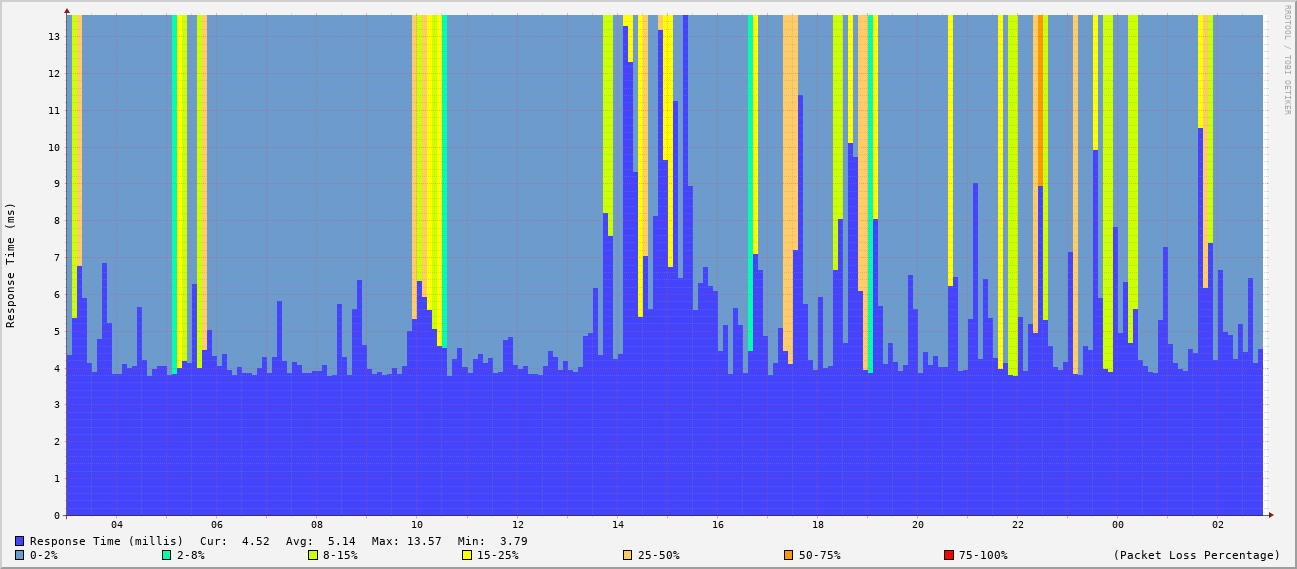 RRDTOOL / TOBI OETIKER
Response Time (ms)
13
12
11
10
9
8
7
6
5
4
3
2
1
0
04 06 08 10 12 14 16 18 20 22 00 02
Response Time (millis) Cur: 4.52 Avg: 5.14 Max: 13.57 Min: 3.79
0-2% 2-8% 8-15% 15-25% 25-50% 50-75% 75-100% (Packet Loss Percentage)